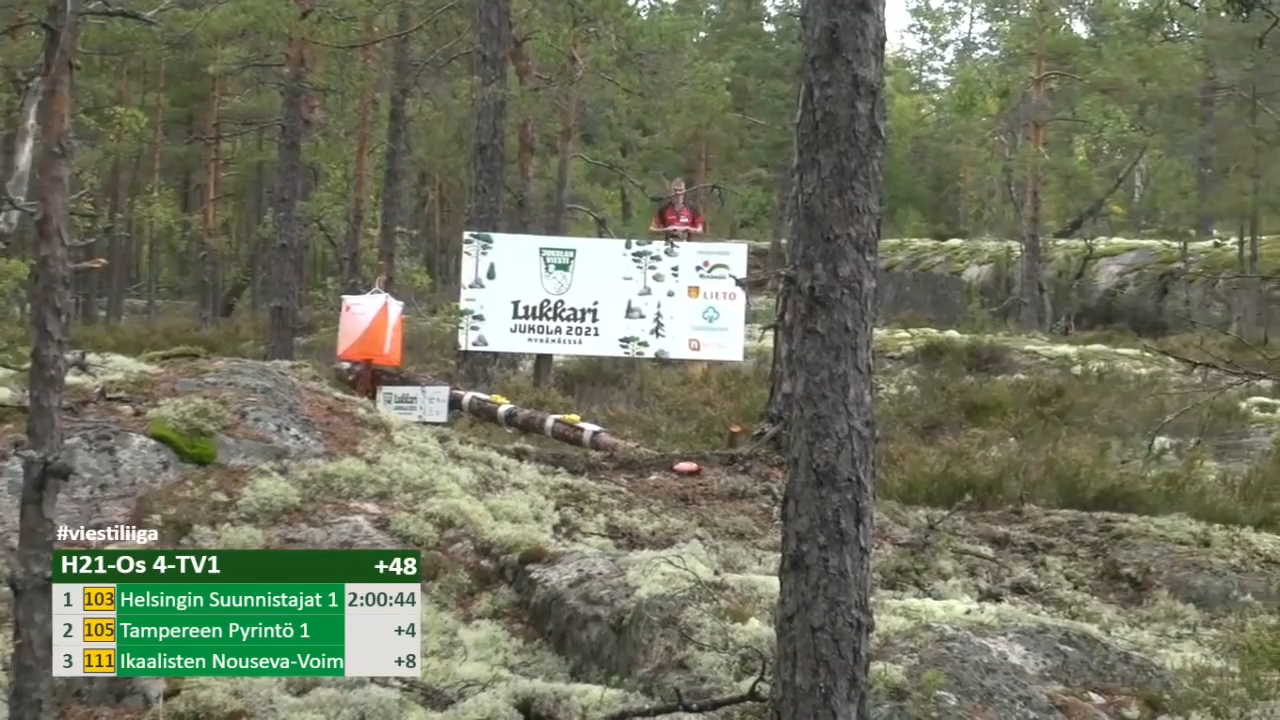 JUKOLAN
VIESTI
Lukkari
JUKOLA 2021
MYNÄMÄESSÄ
LIETO
Lukkari
#viestiliiga
H21-Os 4-TV1 +48
1 103 Helsingin Suunnistajat 1 2:00:44
2 105 Tampereen Pyrintö 1 +4
3 111 Ikaalisten Nouseva-Voim +8